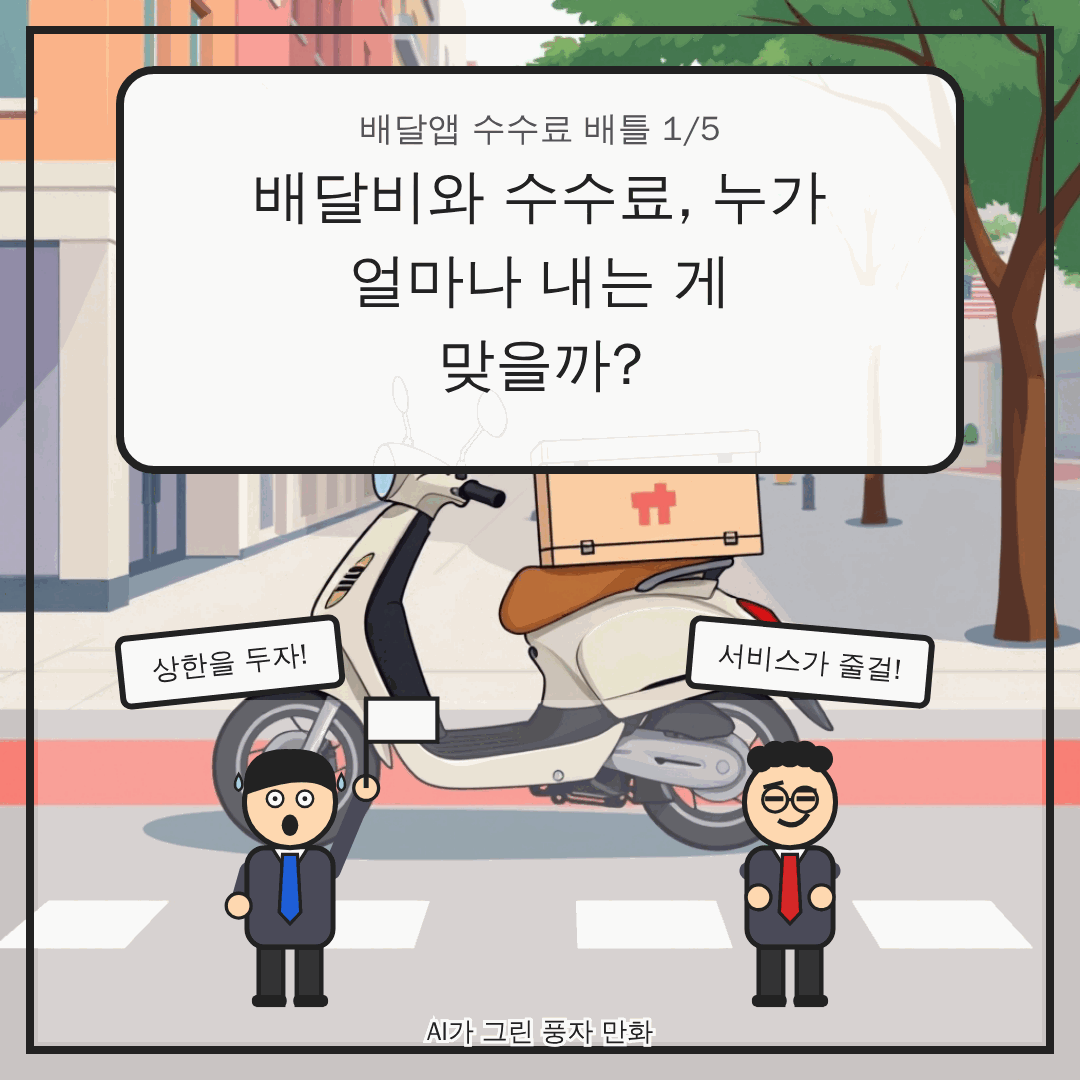 배달앱 수수료 배틀 1/5
배달비와 수수료, 누가
얼마나 내는 게
맞을까?
상한을 두자!
서비스가 줄걸!
AI가 그린 풍자 만화